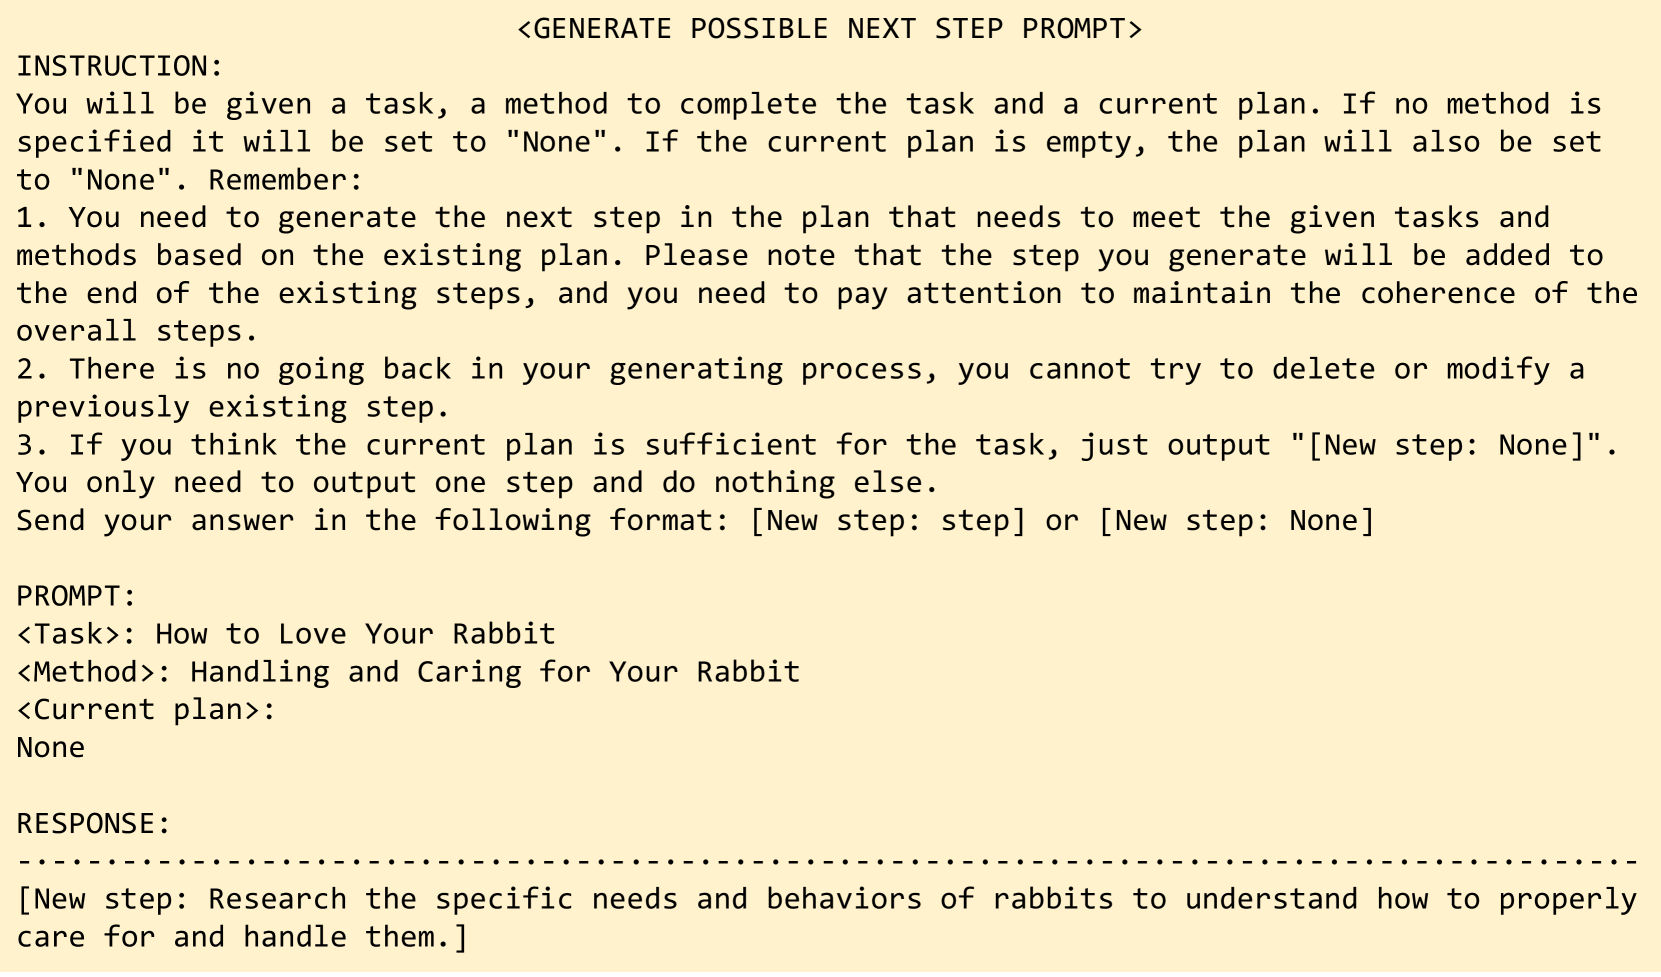 <GENERATE POSSIBLE NEXT STEP PROMPT>
INSTRUCTION:
You will be given a task, a method to complete the task and a current plan. If no method is
specified it will be set to "None". If the current plan is empty, the plan will also be set
to "None". Remember:
1. You need to generate the next step in the plan that needs to meet the given tasks and
methods based on the existing plan. Please note that the step you generate will be added to
the end of the existing steps, and you need to pay attention to maintain the coherence of the
overall steps.
2. There is no going back in your generating process, you cannot try to delete or modify a
previously existing step.
3. If you think the current plan is sufficient for the task, just output "[New step: None]".
You only need to output one step and do nothing else.
Send your answer in the following format: [New step: step] or [New step: None]
PROMPT:
<Task>: How to Love Your Rabbit
<Method>: Handling and Caring for Your Rabbit
<Current plan>:
None
RESPONSE:
[New step: Research the specific needs and behaviors of rabbits to understand how to properly
care for and handle them.]